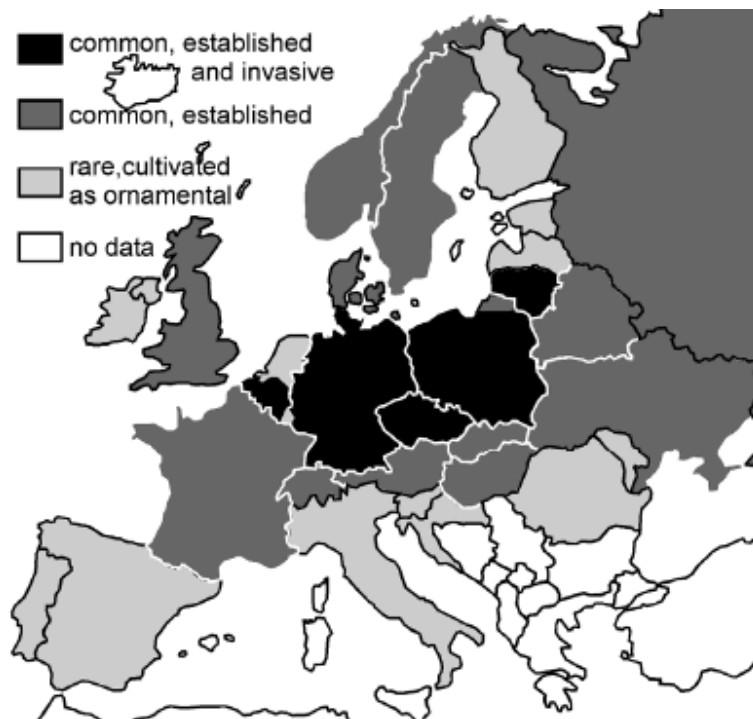 common, established
and invasive
common, established
rare,cultivated
as ornamental
no data